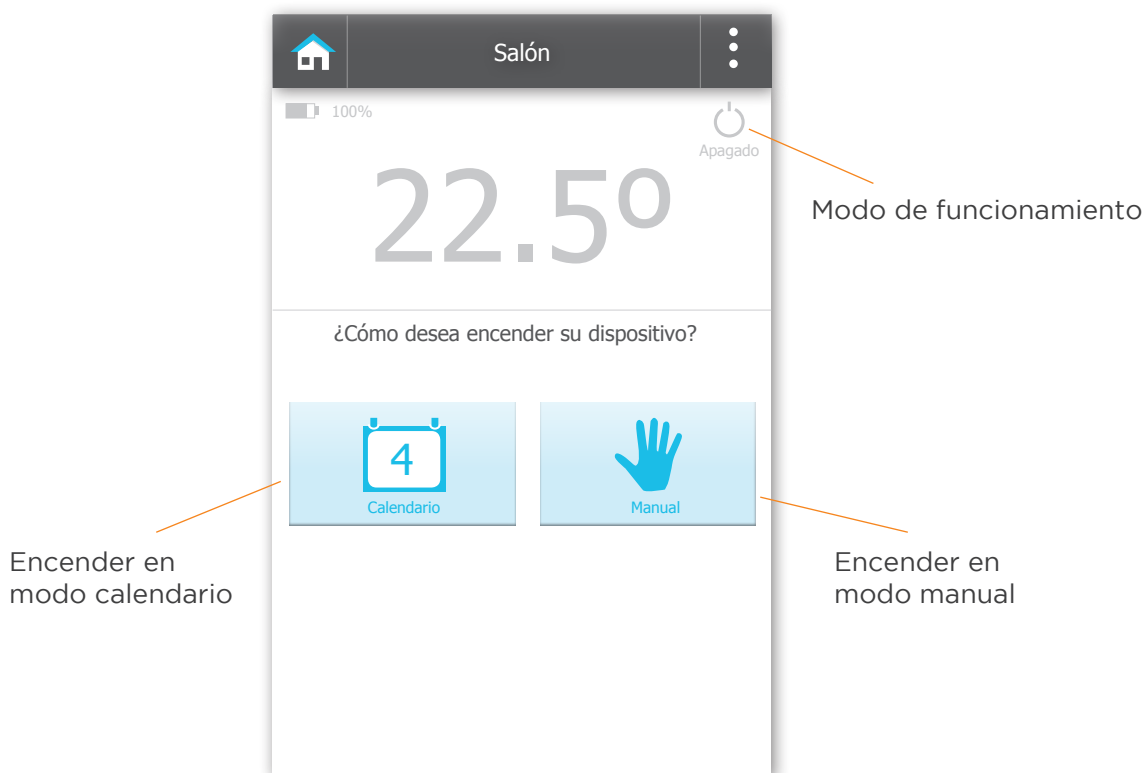 Salón
100%
Apagado
22.5º
Modo de funcionamiento
¿Cómo desea encender su dispositivo?
4
Calendario
Manual
Encender en
modo calendario
Encender en
modo manual